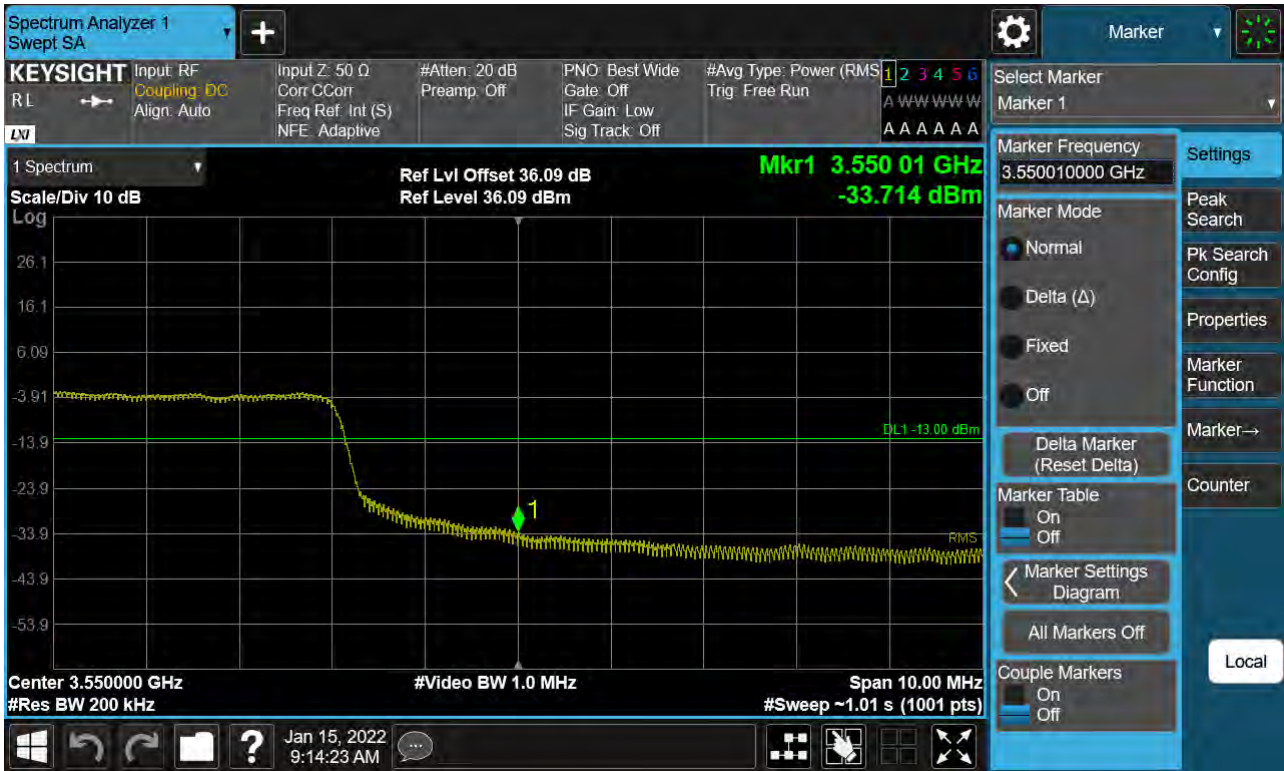 Spectrum Analyzer 1
Swept SA
+
Marker
KEYSIGHT
RL
LXI
Input: RF
Coupling: DC
Align: Auto
Input Z: 50 Ω
Corr CCorr
Freq Ref: Int (S)
NFE: Adaptive
#Atten: 20 dB
Preamp: Off
PNO: Best Wide
Gate: Off
IF Gain: Low
Sig Track: Off
#Avg Type: Power (RMS
Trig: Free Run
1 2 3 4 5 6
A W W W W W
A A A A A A
Select Marker
Marker 1
1 Spectrum
Scale/Div 10 dB
Log
Ref Lvl Offset 36.09 dB
Ref Level 36.09 dBm
Mkr1 3.550 01 GHz
-33.714 dBm
26.1
16.1
6.09
-3.91
-13.9
-23.9
-33.9
-43.9
-53.9
DL1 -13.00 dBm
1
RMS
Center 3.550000 GHz
#Res BW 200 kHz
#Video BW 1.0 MHz
Span 10.00 MHz
#Sweep ~1.01 s (1001 pts)
Marker Frequency
3.550010000 GHz
Marker Mode
Normal
Delta (Δ)
Fixed
Off
Delta Marker
(Reset Delta)
Marker Table
On
Off
Marker Settings
Diagram
All Markers Off
Couple Markers
On
Off
Settings
Peak
Search
Pk Search
Config
Properties
Marker
Function
Marker→
Counter
Local
?
Jan 15, 2022
9:14:23 AM